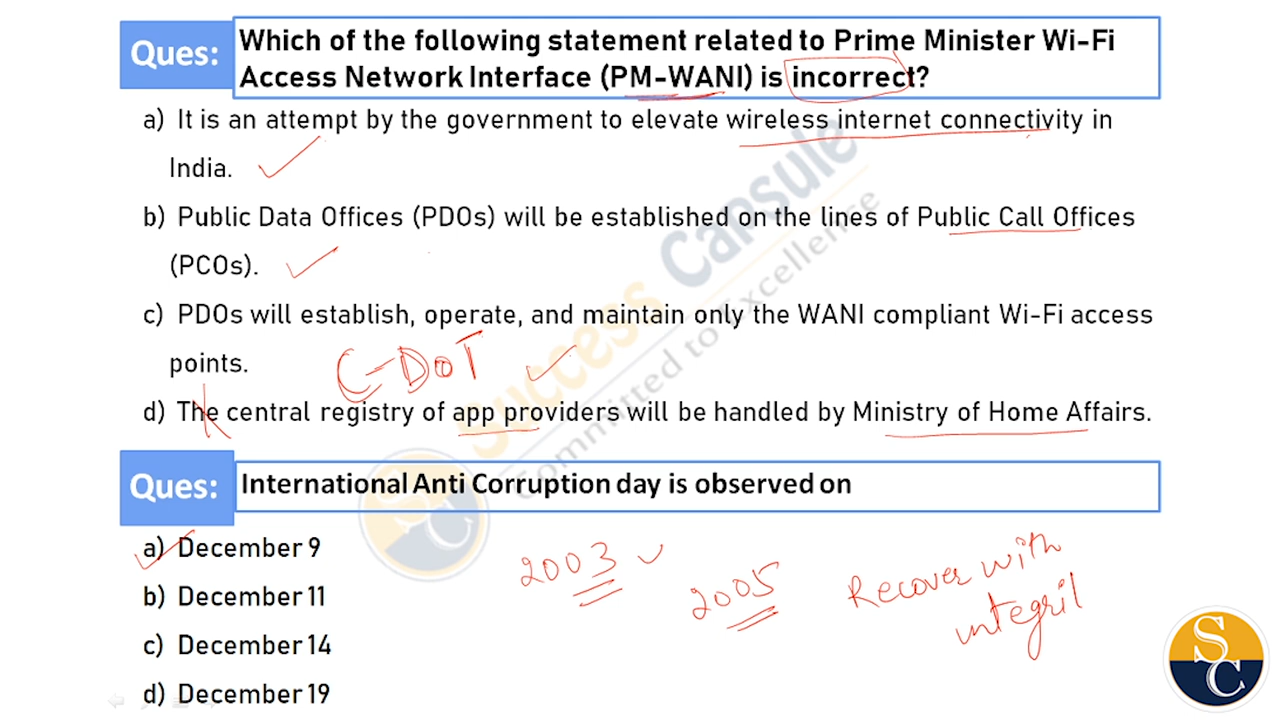 Ques:
Which of the following statement related to Prime Minister Wi-Fi
Access Network Interface (PM-WANI) is incorrect?
a) It is an attempt by the government to elevate wireless internet connectivity in
India.
b) Public Data Offices (PDOs) will be established on the lines of Public Call Offices
(PCOs).
c) PDOs will establish, operate, and maintain only the WANI compliant Wi-Fi access
points.
C-DoT
d) The central registry of app providers will be handled by Ministry of Home Affairs.
Success Capsule
Committed to Excellence
Ques:
International Anti Corruption day is observed on
a) December 9
b) December 11
c) December 14
d) December 19
2003
2005
Recover with
integril
SC
SC